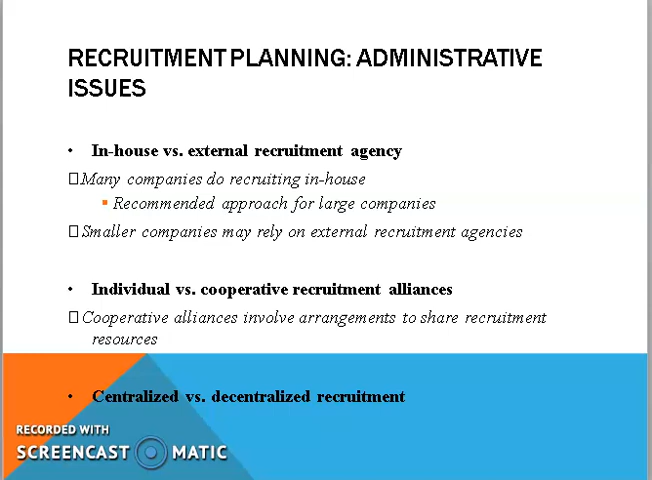 RECRUITMENT PLANNING: ADMINISTRATIVE
ISSUES
• In-house vs. external recruitment agency
□Many companies do recruiting in-house
▪ Recommended approach for large companies
□Smaller companies may rely on external recruitment agencies
• Individual vs. cooperative recruitment alliances
□Cooperative alliances involve arrangements to share recruitment
resources
• Centralized vs. decentralized recruitment
RECORDED WITH
SCREENCAST MATIC